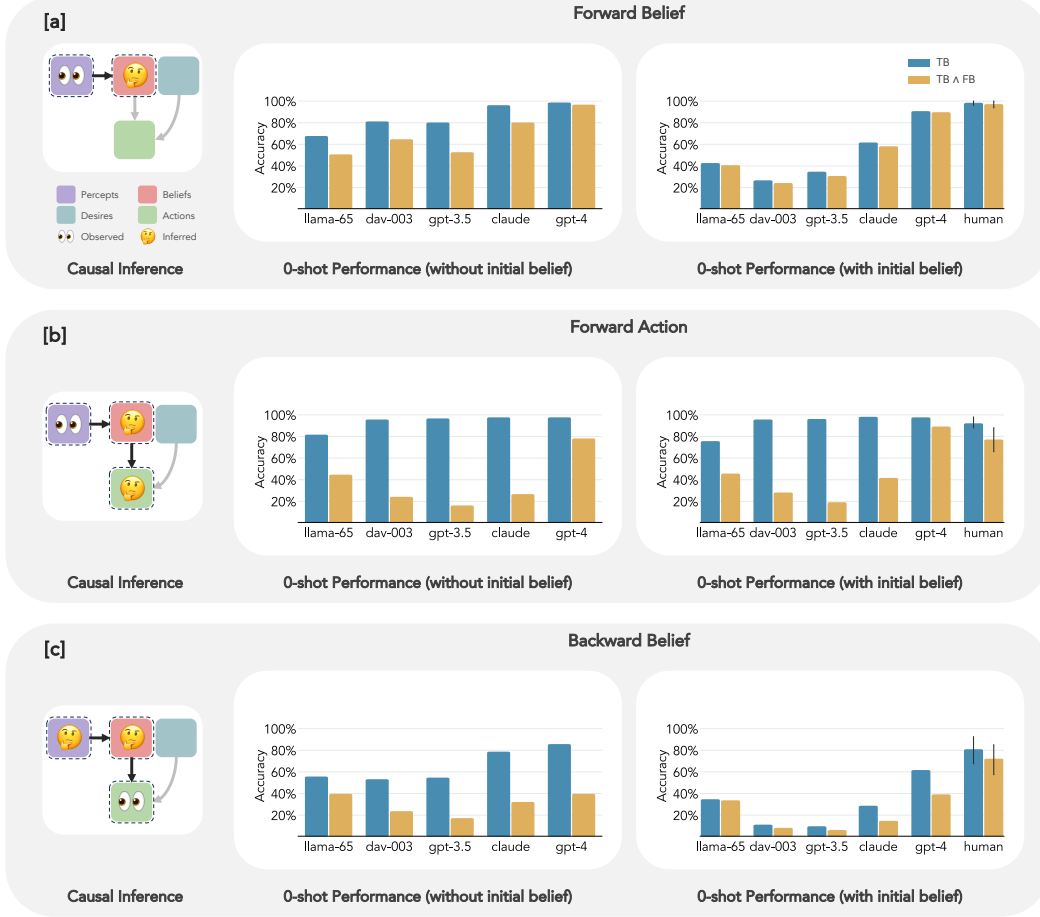 [a]
Forward Belief
Percepts
Beliefs
Desires
Actions
Observed
Inferred
Causal Inference
Accuracy
100%
80%
60%
40%
20%
llama-65 dav-003 gpt-3.5 claude gpt-4
0-shot Performance (without initial belief)
TB
TB ∧ FB
Accuracy
100%
80%
60%
40%
20%
llama-65 dav-003 gpt-3.5 claude gpt-4 human
0-shot Performance (with initial belief)
[b]
Forward Action
Causal Inference
Accuracy
100%
80%
60%
40%
20%
llama-65 dav-003 gpt-3.5 claude gpt-4
0-shot Performance (without initial belief)
Accuracy
100%
80%
60%
40%
20%
llama-65 dav-003 gpt-3.5 claude gpt-4 human
0-shot Performance (with initial belief)
[c]
Backward Belief
Causal Inference
Accuracy
100%
80%
60%
40%
20%
llama-65 dav-003 gpt-3.5 claude gpt-4
0-shot Performance (without initial belief)
Accuracy
100%
80%
60%
40%
20%
llama-65 dav-003 gpt-3.5 claude gpt-4 human
0-shot Performance (with initial belief)